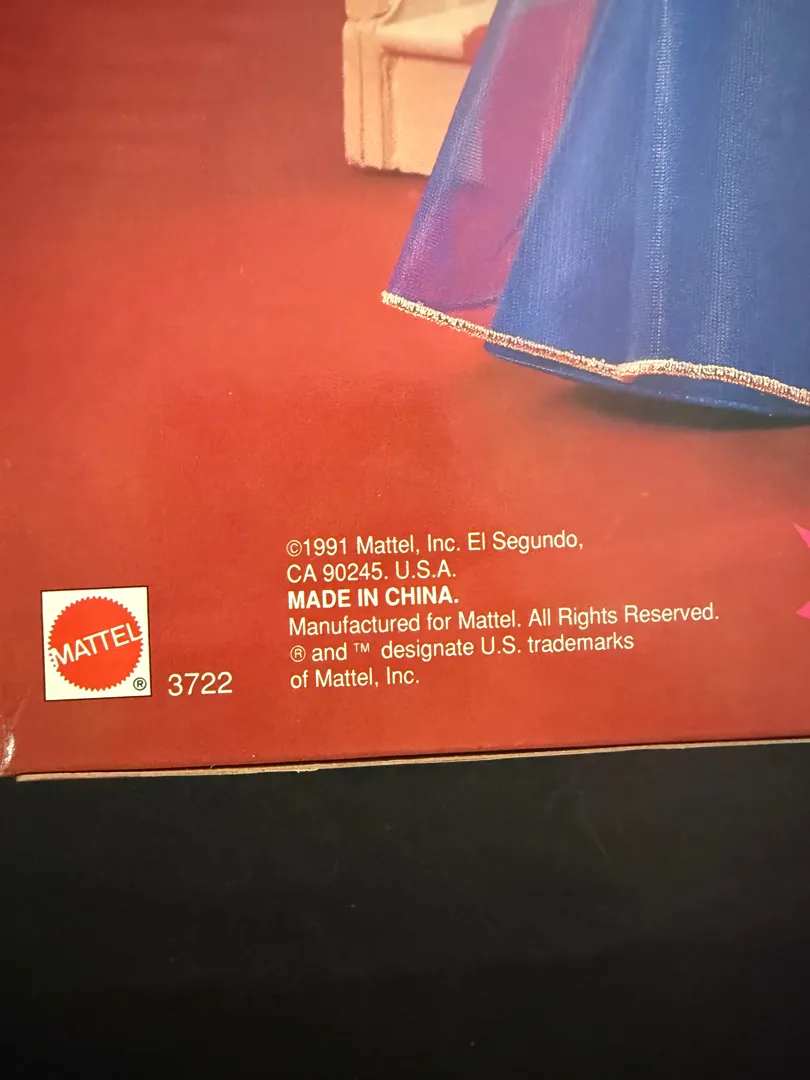 ©1991 Mattel, Inc. El Segundo,
CA 90245. U.S.A.
MADE IN CHINA.
Manufactured for Mattel. All Rights Reserved.
® and ™ designate U.S. trademarks
of Mattel, Inc.
MATTEL
® 3722